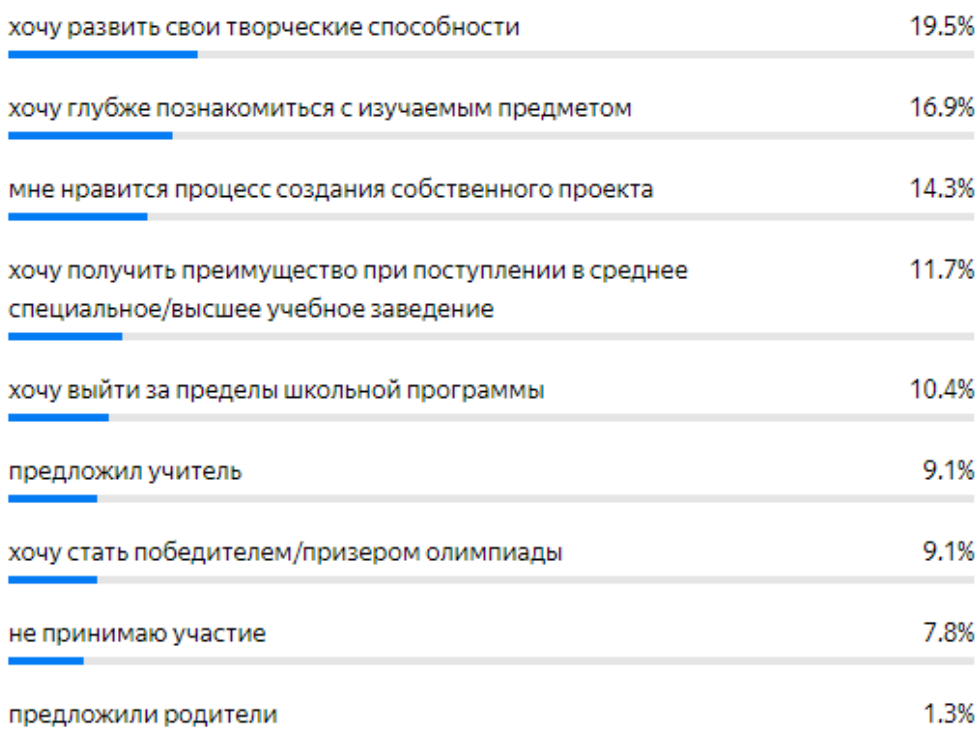 хочу развить свои творческие способности 19.5%
хочу глубже познакомиться с изучаемым предметом 16.9%
мне нравится процесс создания собственного проекта 14.3%
хочу получить преимущество при поступлении в среднее 11.7%
специальное/высшее учебное заведение
хочу выйти за пределы школьной программы 10.4%
предложил учитель 9.1%
хочу стать победителем/призером олимпиады 9.1%
не принимаю участие 7.8%
предложили родители 1.3%